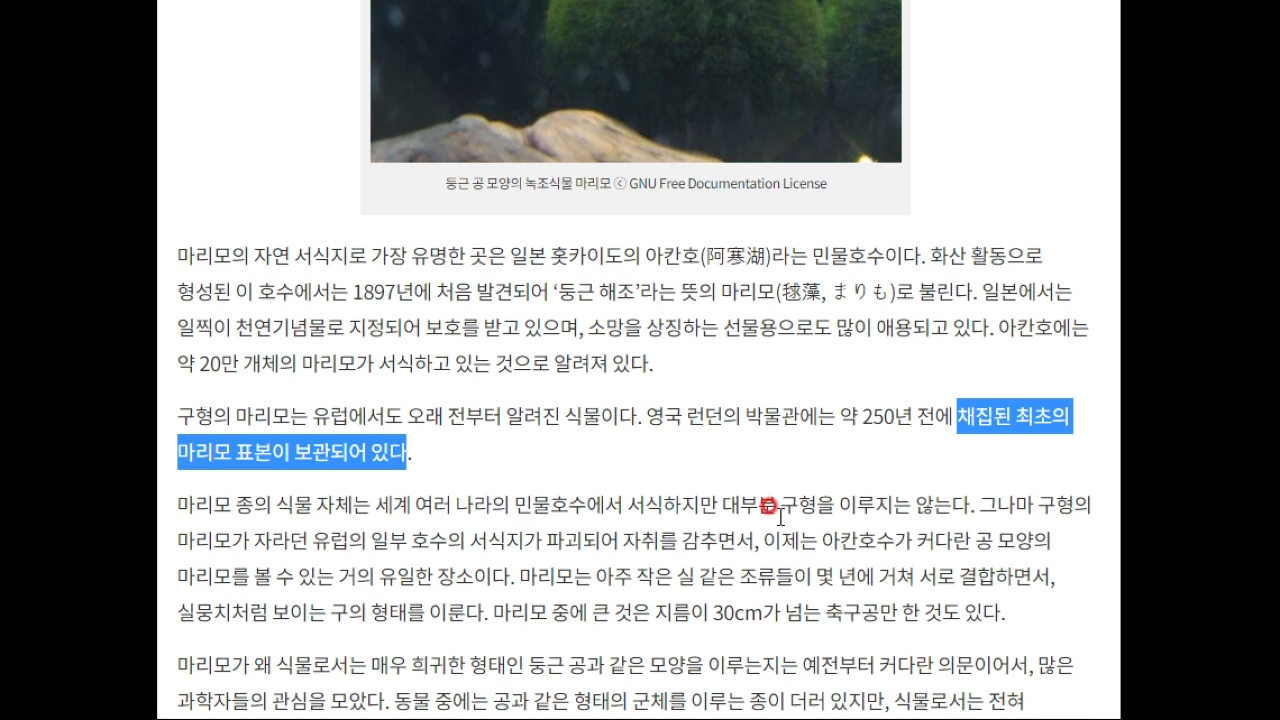 둥근 공 모양의 녹조식물 마리모 ⓒ GNU Free Documentation License
마리모의 자연 서식지로 가장 유명한 곳은 일본 홋카이도의 아칸호(阿寒湖)라는 민물호수이다. 화산 활동으로
형성된 이 호수에서는 1897년에 처음 발견되어 ‘둥근 해조’라는 뜻의 마리모(毬藻, まりも)로 불린다. 일본에서는
일찍이 천연기념물로 지정되어 보호를 받고 있으며, 소망을 상징하는 선물용으로도 많이 애용되고 있다. 아칸호에는
약 20만 개체의 마리모가 서식하고 있는 것으로 알려져 있다.
구형의 마리모는 유럽에서도 오래 전부터 알려진 식물이다. 영국 런던의 박물관에는 약 250년 전에 채집된 최초의
마리모 표본이 보관되어 있다.
마리모 종의 식물 자체는 세계 여러 나라의 민물호수에서 서식하지만 대부분 구형을 이루지는 않는다. 그나마 구형의
마리모가 자라던 유럽의 일부 호수의 서식지가 파괴되어 자취를 감추면서, 이제는 아칸호수가 커다란 공 모양의
마리모를 볼 수 있는 거의 유일한 장소이다. 마리모는 아주 작은 실 같은 조류들이 몇 년에 거쳐 서로 결합하면서,
실뭉치처럼 보이는 구의 형태를 이룬다. 마리모 중에 큰 것은 지름이 30cm가 넘는 축구공만 한 것도 있다.
마리모가 왜 식물로서는 매우 희귀한 형태인 둥근 공과 같은 모양을 이루는지는 예전부터 커다란 의문이어서, 많은
과학자들의 관심을 모았다. 동물 중에는 공과 같은 형태의 군체를 이루는 종이 더러 있지만, 식물로서는 전혀